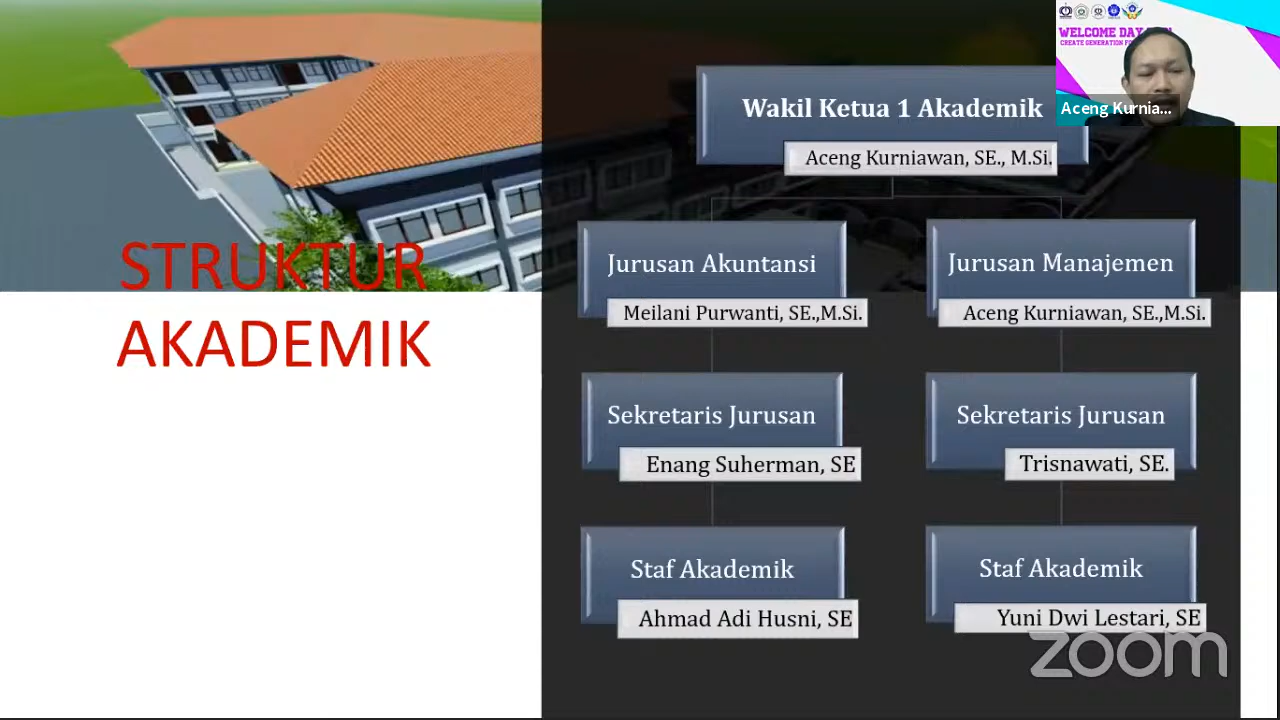 STRUKTUR
AKADEMIK
Wakil Ketua 1 Akademik
Aceng Kurniawan, SE., M.Si.
Jurusan Akuntansi
Meilani Purwanti, SE.,M.Si.
Jurusan Manajemen
Aceng Kurniawan, SE.,M.Si.
Sekretaris Jurusan
Enang Suherman, SE
Sekretaris Jurusan
Trisnawati, SE.
Staf Akademik
Ahmad Adi Husni, SE
Staf Akademik
Yuni Dwi Lestari, SE
WELCOME DAY
CREATE GENERATION
Aceng Kurnia...
zoom